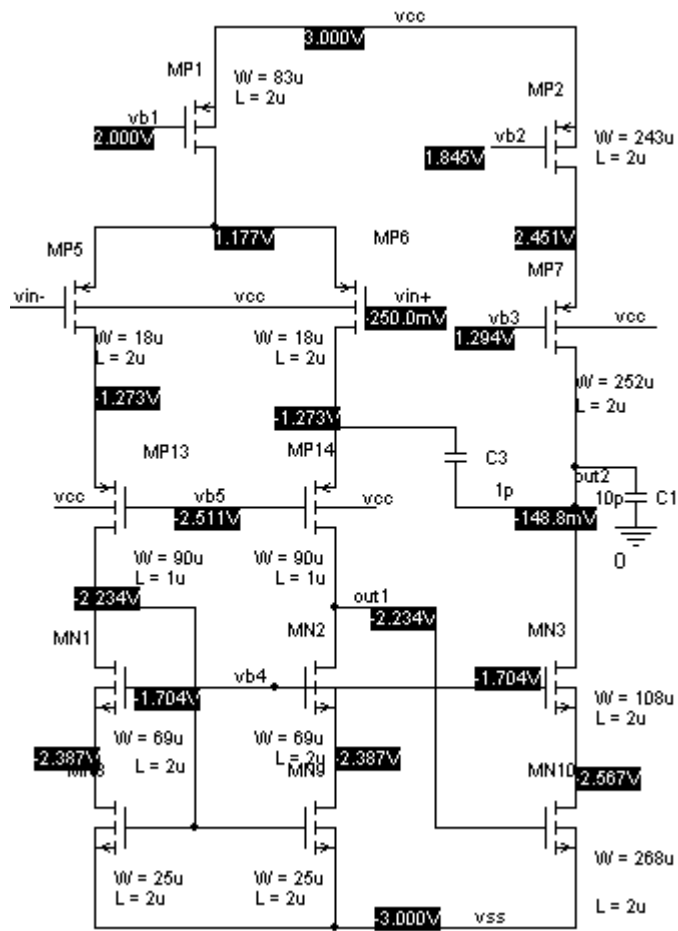 vcc
3.000V
MP1
W = 83u
L = 2u
MP2
vb1
2.000V
vb2
1.845V
W = 243u
L = 2u
1.177V
MP6
2.451V
MP5
MP7
vin-
vcc
vin+
-250.0mV
vb3
1.294V
vcc
W = 18u
L = 2u
W = 18u
L = 2u
W = 252u
L = 2u
-1.273V
-1.273V
MP13
MP14
C3
1p
out2
10p
C1
vcc
vb5
-2.511V
vcc
-148.8mV
0
W = 90u
L = 1u
W = 90u
L = 1u
-2.234V
out1
-2.234V
MN1
MN2
MN3
vb4
-1.704V
-1.704V
W = 108u
L = 2u
W = 69u
L = 2u
W = 69u
L = 2u
-2.387V
-2.387V
-2.567V
MN9
MN10
W = 25u
L = 2u
W = 25u
L = 2u
W = 268u
L = 2u
-3.000V
vss